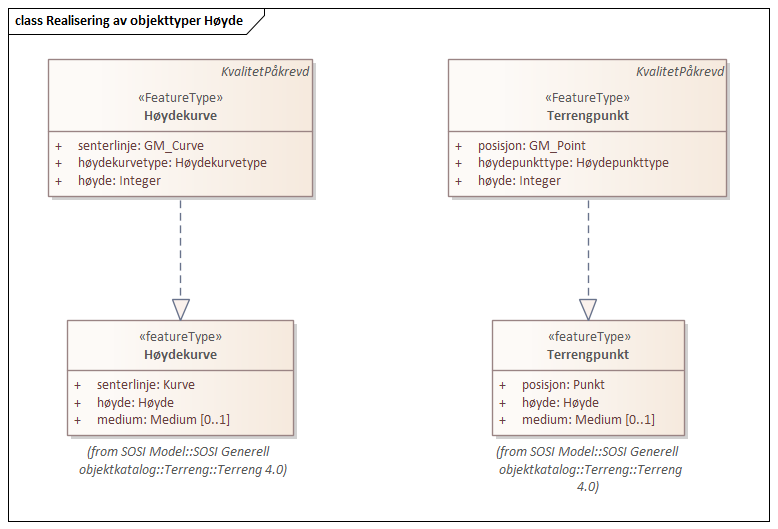 class Realisering av objekttyper Høyde
KvalitetPåkrevd
«FeatureType»
Høydekurve
+ senterlinje: GM_Curve
+ høydekurvetype: Høydekurvetype
+ høyde: Integer
KvalitetPåkrevd
«FeatureType»
Terrengpunkt
+ posisjon: GM_Point
+ høydepunkttype: Høydepunkttype
+ høyde: Integer
«featureType»
Høydekurve
+ senterlinje: Kurve
+ høyde: Høyde
+ medium: Medium [0..1]
(from SOSI Model::SOSI Generell
objektkatalog::Terreng::Terreng 4.0)
«featureType»
Terrengpunkt
+ posisjon: Punkt
+ høyde: Høyde
+ medium: Medium [0..1]
(from SOSI Model::SOSI Generell
objektkatalog::Terreng::Terreng
4.0)